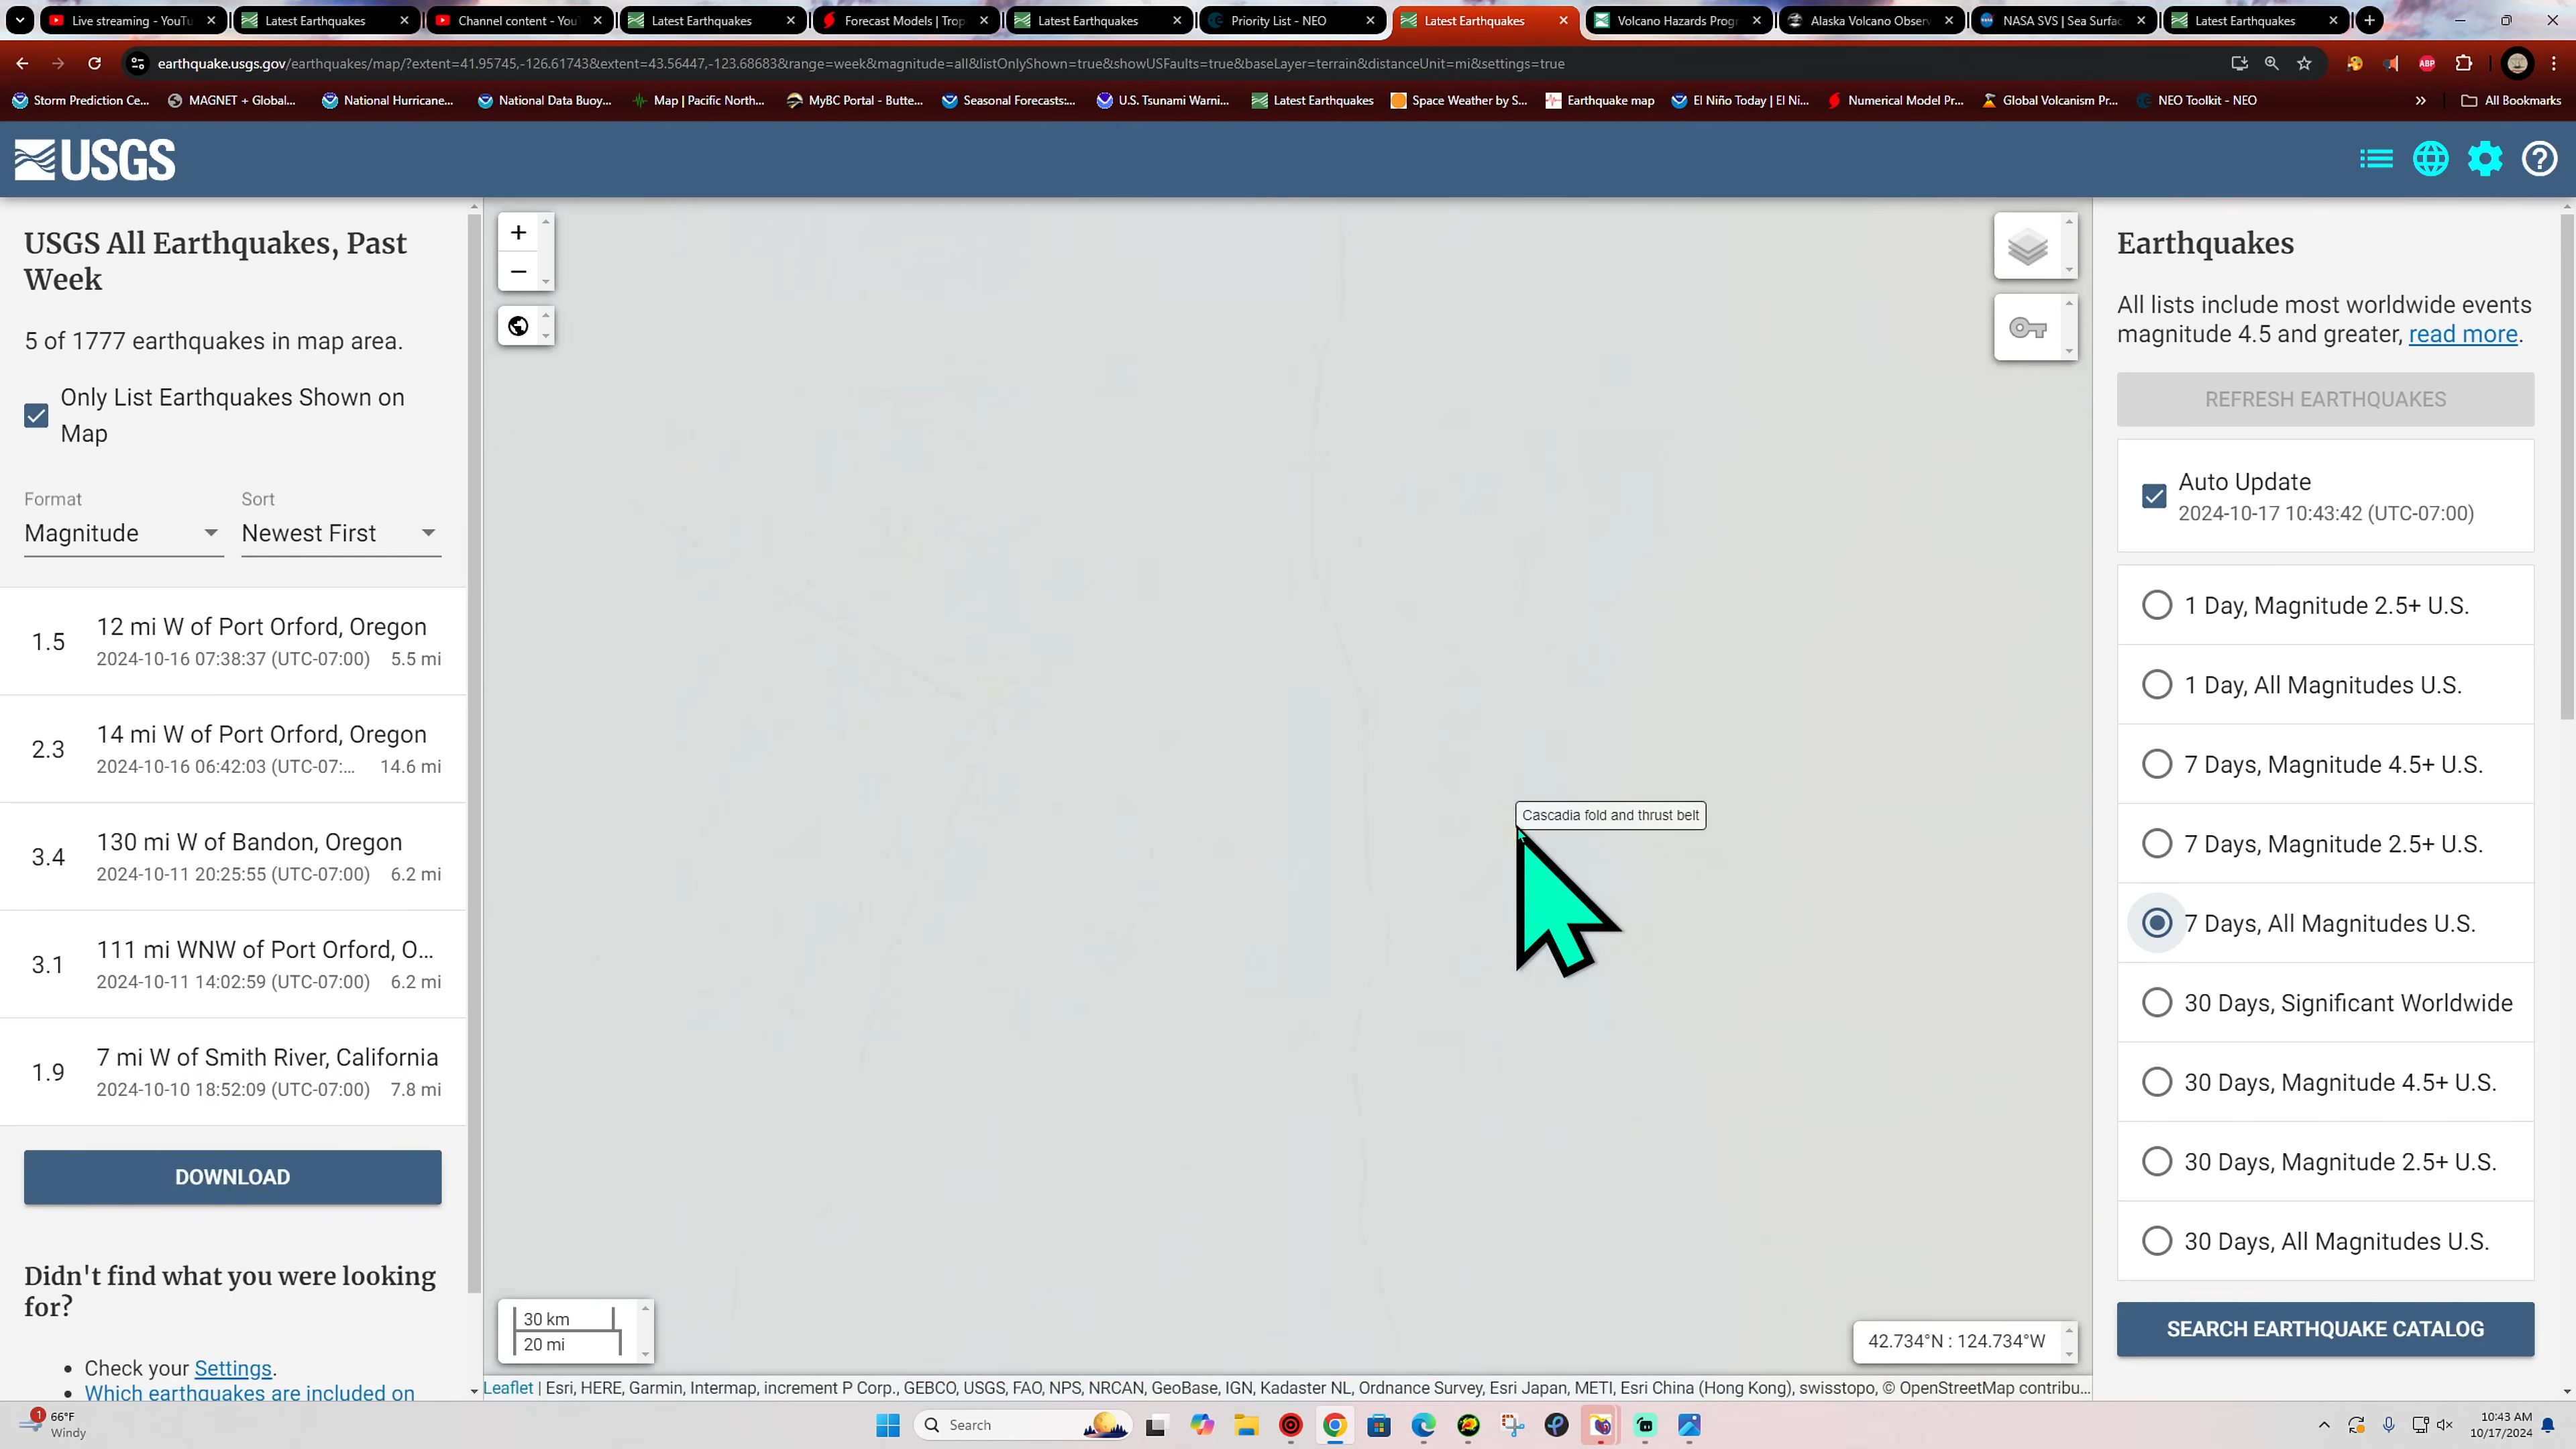 Live streaming - YouTu
Latest Earthquakes
Channel content - You
Latest Earthquakes
Forecast Models | Trop
Latest Earthquakes
Priority List - NEO
Latest Earthquakes
Volcano Hazards Progr
Alaska Volcano Observ
NASA SVS | Sea Surfac
Latest Earthquakes
earthquake.usgs.gov/earthquakes/map/?extent=41.95745,-126.61743&extent=43.56447,-123.68683&range=week&magnitude=all&listOnlyShown=true&showUSFaults=true&baseLayer=terrain&distanceUnit=mi&settings=true
ABP
Storm Prediction Ce...
MAGNET + Global...
National Hurricane...
National Data Buoy...
Map | Pacific North...
MyBC Portal - Butte...
Seasonal Forecasts:...
U.S. Tsunami Warni...
Latest Earthquakes
Space Weather by S...
Earthquake map
El Niño Today | El Ni...
Numerical Model Pr...
Global Volcanism Pr...
NEO Toolkit - NEO
All Bookmarks
USGS
USGS All Earthquakes, Past
Week
5 of 1777 earthquakes in map area.
Only List Earthquakes Shown on
Map
Format
Sort
Magnitude
Newest First
1.5
12 mi W of Port Orford, Oregon
2024-10-16 07:38:37 (UTC-07:00) 5.5 mi
2.3
14 mi W of Port Orford, Oregon
2024-10-16 06:42:03 (UTC-07:... 14.6 mi
3.4
130 mi W of Bandon, Oregon
2024-10-11 20:25:55 (UTC-07:00) 6.2 mi
3.1
111 mi WNW of Port Orford, O...
2024-10-11 14:02:59 (UTC-07:00) 6.2 mi
1.9
7 mi W of Smith River, California
2024-10-10 18:52:09 (UTC-07:00) 7.8 mi
DOWNLOAD
Didn't find what you were looking
for?
Check your Settings.
Which earthquakes are included on
Cascadia fold and thrust belt
30 km
20 mi
42.734°N : 124.734°W
Leaflet | Esri, HERE, Garmin, Intermap, increment P Corp., GEBCO, USGS, FAO, NPS, NRCAN, GeoBase, IGN, Kadaster NL, Ordnance Survey, Esri Japan, METI, Esri China (Hong Kong), swisstopo, © OpenStreetMap contribu...
Earthquakes
All lists include most worldwide events
magnitude 4.5 and greater, read more.
REFRESH EARTHQUAKES
Auto Update
2024-10-17 10:43:42 (UTC-07:00)
1 Day, Magnitude 2.5+ U.S.
1 Day, All Magnitudes U.S.
7 Days, Magnitude 4.5+ U.S.
7 Days, Magnitude 2.5+ U.S.
7 Days, All Magnitudes U.S.
30 Days, Significant Worldwide
30 Days, Magnitude 4.5+ U.S.
30 Days, Magnitude 2.5+ U.S.
30 Days, All Magnitudes U.S.
SEARCH EARTHQUAKE CATALOG
1
66°F
Windy
Search
10:43 AM
10/17/2024